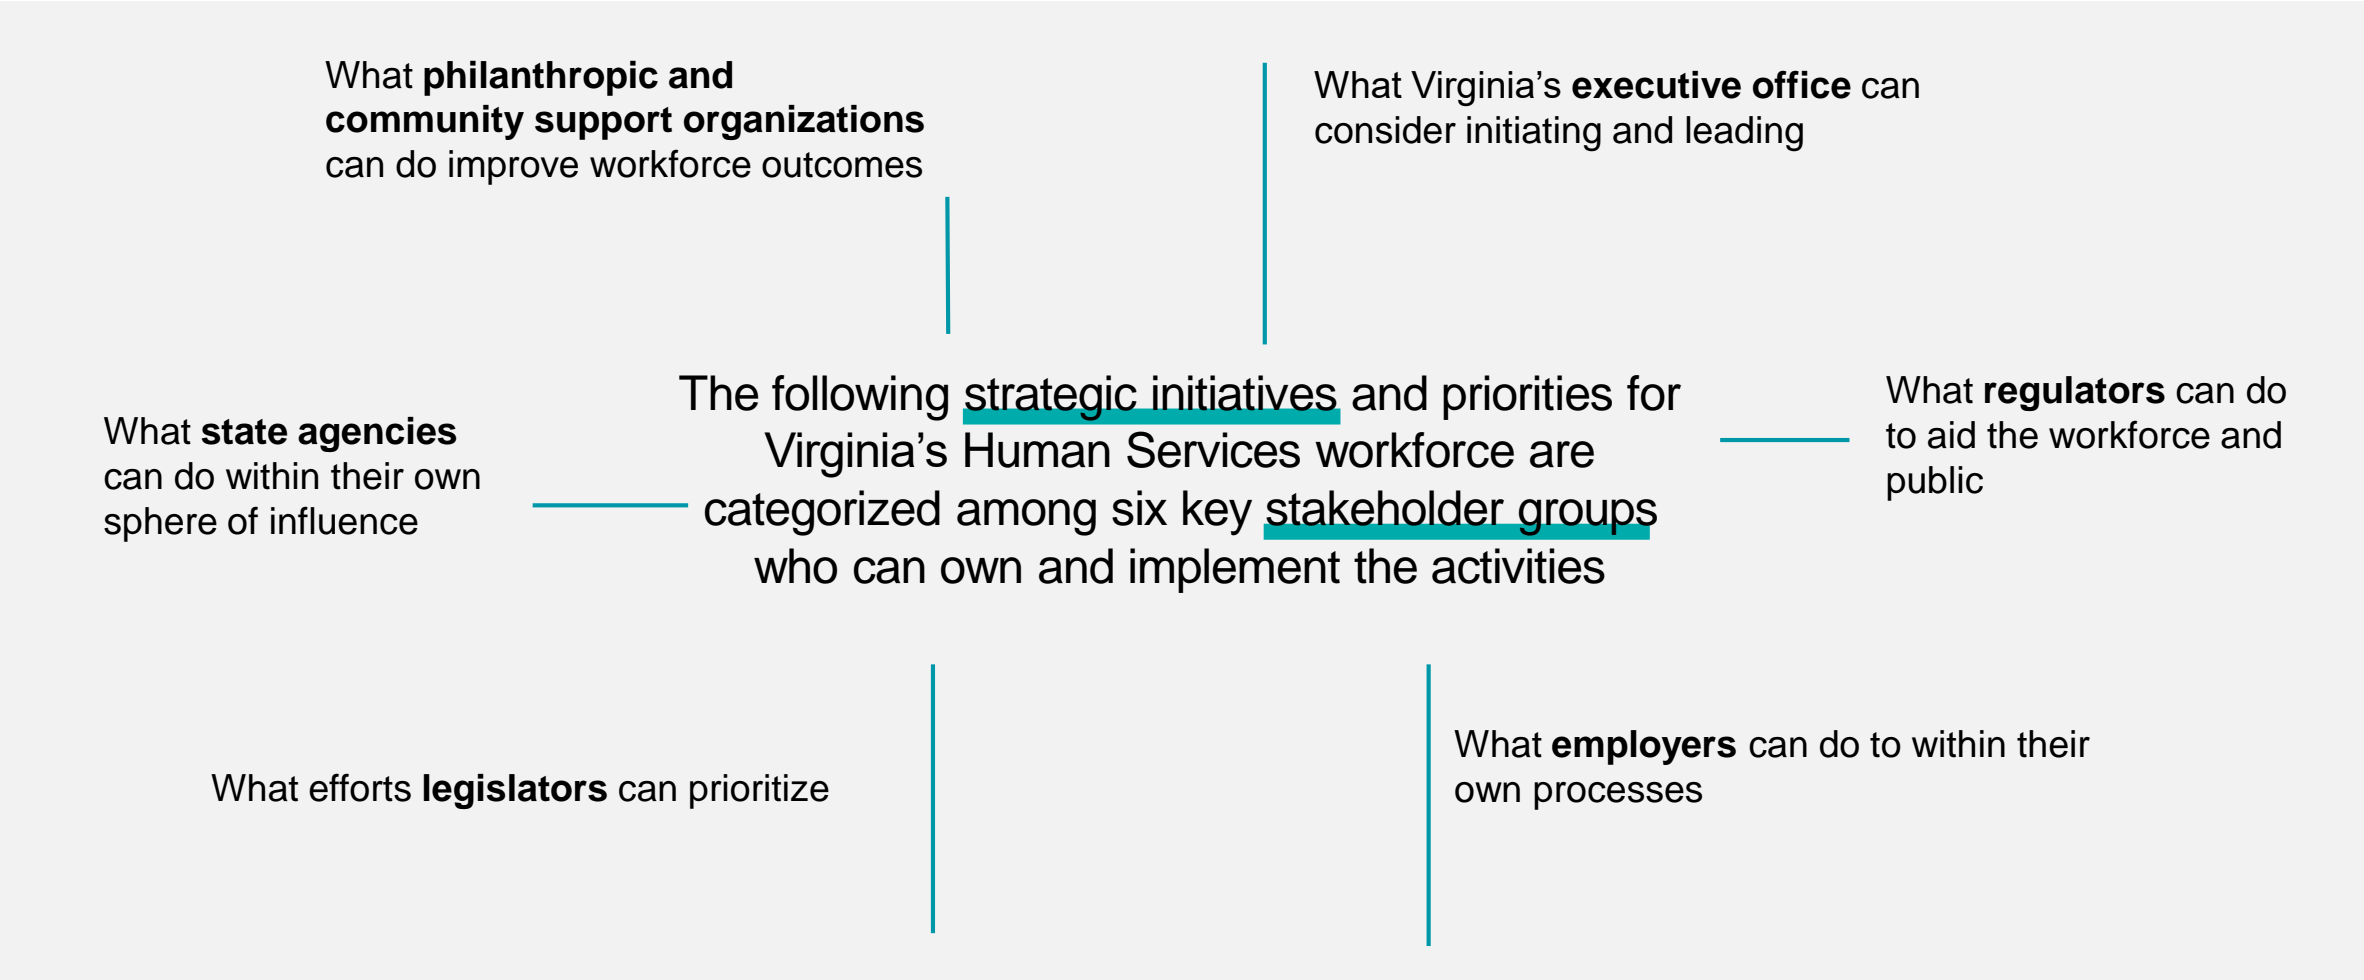 What philanthropic and
community support organizations
can do improve workforce outcomes
What Virginia’s executive office can
consider initiating and leading
The following strategic initiatives and priorities for
Virginia’s Human Services workforce are
categorized among six key stakeholder groups
who can own and implement the activities
What regulators can do
to aid the workforce and
public
What state agencies
can do within their own
sphere of influence
What efforts legislators can prioritize
What employers can do to within their
own processes